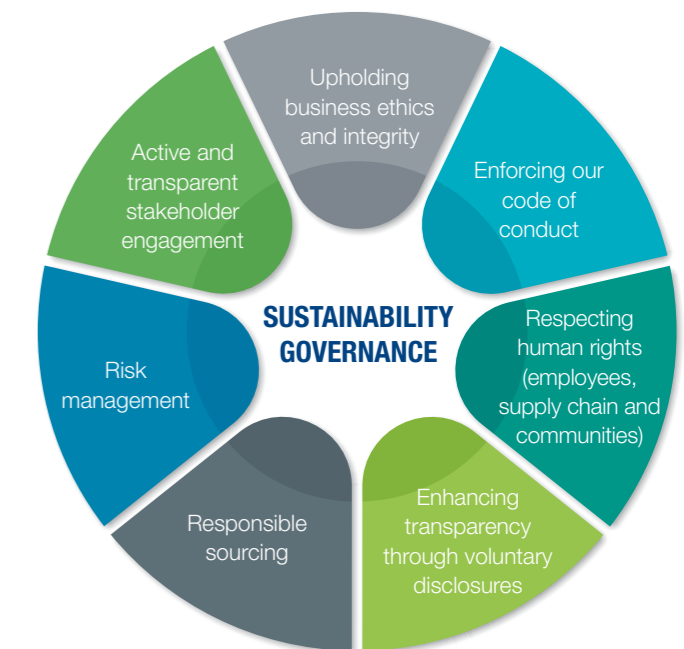 Upholding
business ethics
and integrity
Enforcing our
code of
conduct
Respecting
human rights
(employees,
supply chain and
communities)
Enhancing
transparency
through voluntary
disclosures
Responsible
sourcing
Risk
management
Active and
transparent
stakeholder
engagement
SUSTAINABILITY
GOVERNANCE